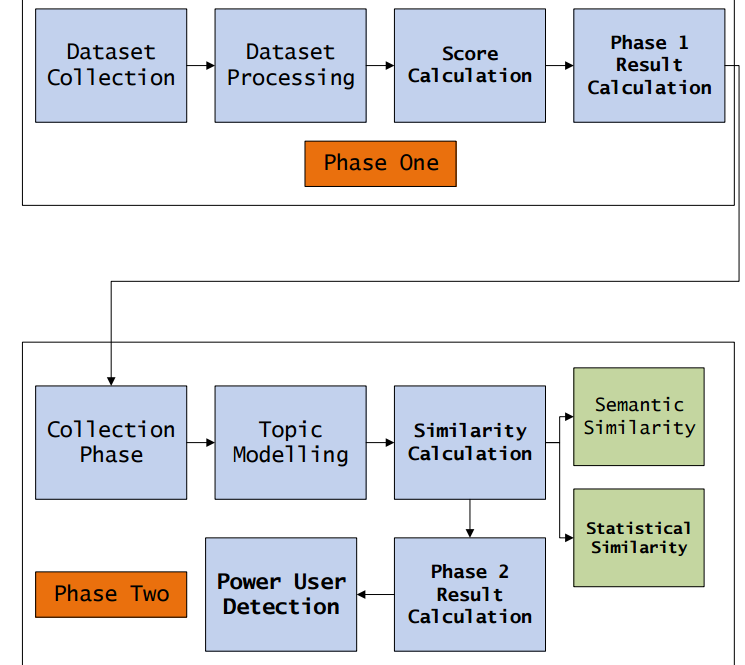 Dataset
Collection
Dataset
Processing
Score
Calculation
Phase 1
Result
Calculation
Phase One
Collection
Phase
Topic
Modelling
Similarity
Calculation
Semantic
Similarity
Statistical
Similarity
Phase Two
Power User
Detection
Phase 2
Result
Calculation